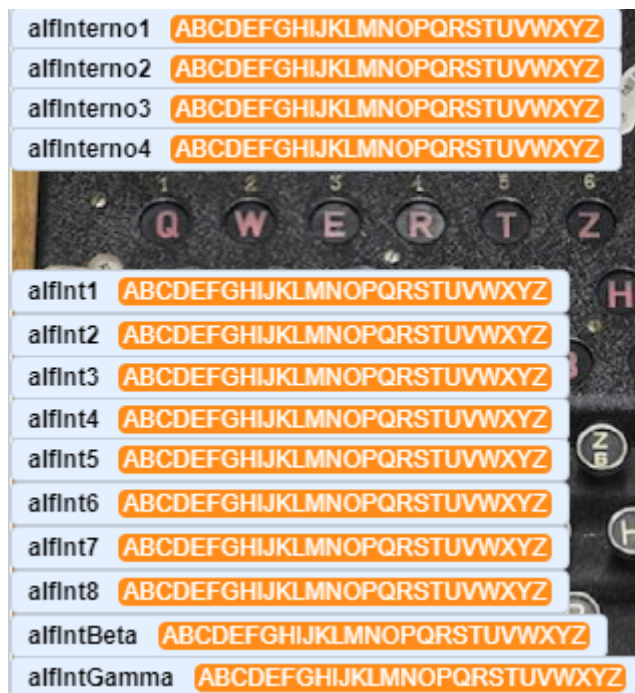 alfInterno1 ABCDEFGHIJKLMNOPQRSTUVWXYZ
alfInterno2 ABCDEFGHIJKLMNOPQRSTUVWXYZ
alfInterno3 ABCDEFGHIJKLMNOPQRSTUVWXYZ
alfInterno4 ABCDEFGHIJKLMNOPQRSTUVWXYZ
1 2 3 4 5 6
Q W E R T Z
alfInt1 ABCDEFGHIJKLMNOPQRSTUVWXYZ
H
alfInt2 ABCDEFGHIJKLMNOPQRSTUVWXYZ
alfInt3 ABCDEFGHIJKLMNOPQRSTUVWXYZ
alfInt4 ABCDEFGHIJKLMNOPQRSTUVWXYZ
Z
6
alfInt5 ABCDEFGHIJKLMNOPQRSTUVWXYZ
alfInt6 ABCDEFGHIJKLMNOPQRSTUVWXYZ
alfInt7 ABCDEFGHIJKLMNOPQRSTUVWXYZ
H
alfInt8 ABCDEFGHIJKLMNOPQRSTUVWXYZ
alfIntBeta ABCDEFGHIJKLMNOPQRSTUVWXYZ
alfIntGamma ABCDEFGHIJKLMNOPQRSTUVWXYZ